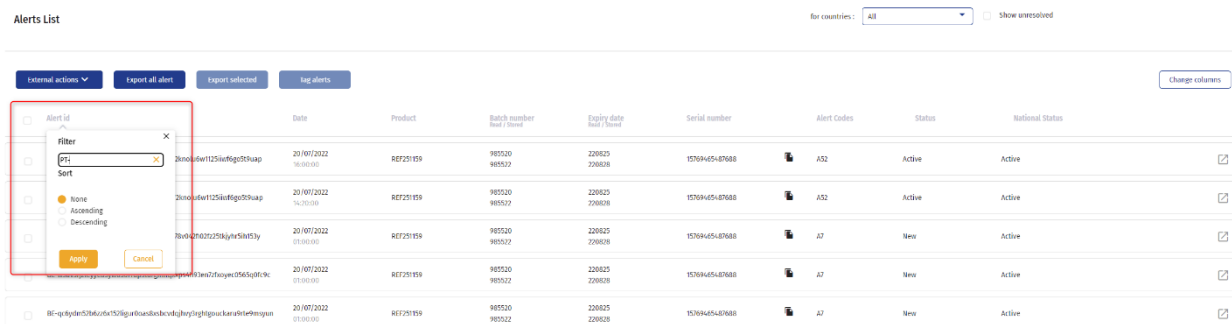 Alerts List
for countries : All
Show unresolved
External actions
Export all alert
Export selected
Tag alerts
Change columns
Alert id
Date
Product
Batch number
Read / Stored
Expiry date
Read / Stored
Serial number
Alert Codes
Status
National Status
Filter
PT-
Sort
None
Ascending
Descending
Apply
Cancel
20/07/2022
16:00:00
REF251159
985520
985522
220825
220828
15769465487688
A52
Active
Active
20/07/2022
14:20:00
REF251159
985520
985522
220825
220828
15769465487688
A52
Active
Active
20/07/2022
01:00:00
REF251159
985520
985522
220825
220828
15769465487688
A7
New
Active
20/07/2022
01:00:00
REF251159
985520
985522
220825
220828
15769465487688
A7
New
Active
20/07/2022
01:00:00
REF251159
985520
985522
220825
220828
15769465487688
A7
New
Active